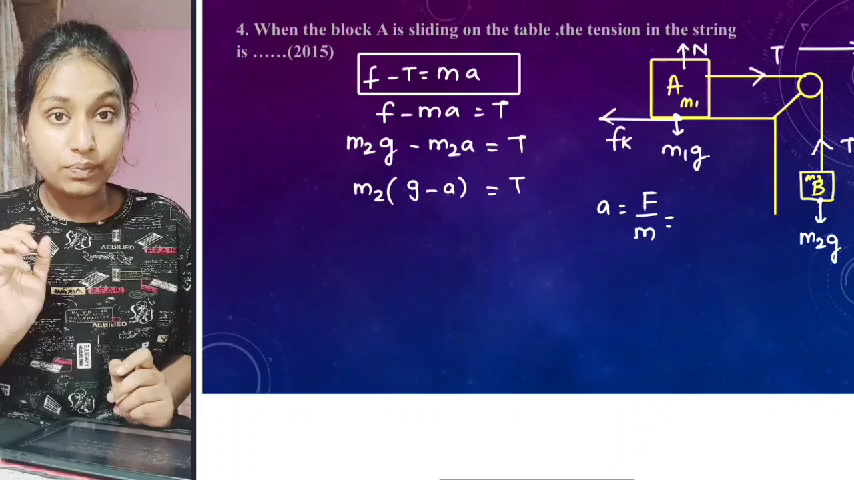 4. When the block A is sliding on the table ,the tension in the string
is ......(2015)
f - T = ma
f - ma = T
m₂g - m₂a = T
m₂( g - a) = T
N
T
A
m₁
fk
m₁g
T
m₂
B
m₂g
a = F/m =